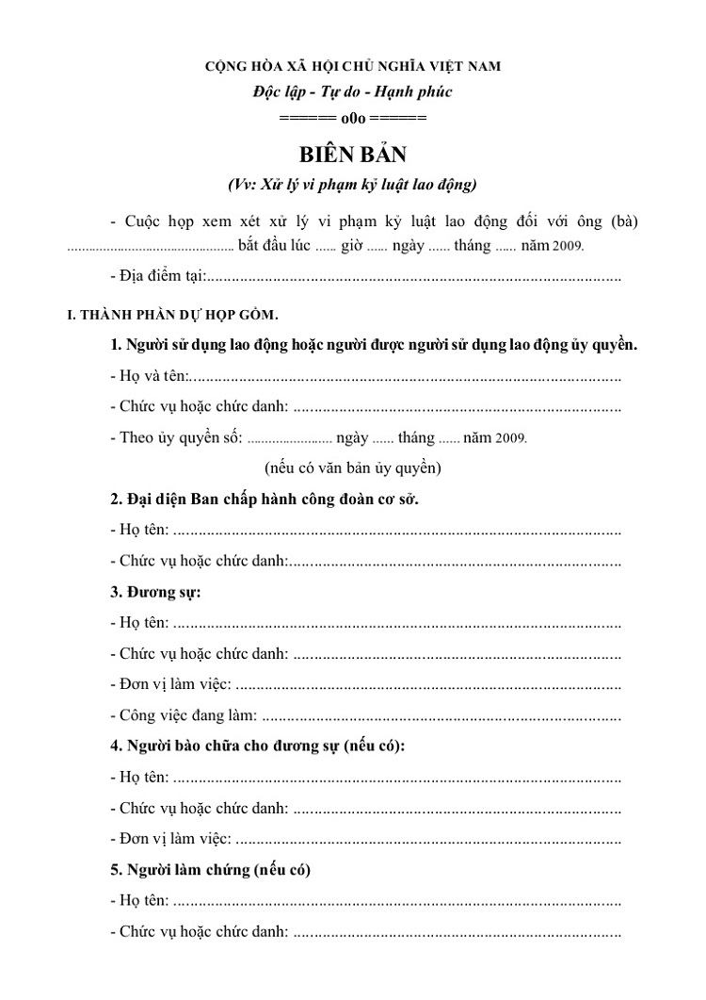 CỘNG HÒA XÃ HỘI CHỦ NGHĨA VIỆT NAM
Độc lập - Tự do - Hạnh phúc
====== o0o ======
BIÊN BẢN
(Vv: Xử lý vi phạm kỷ luật lao động)
- Cuộc họp xem xét xử lý vi phạm kỷ luật lao động đối với ông (bà)
............................................... bắt đầu lúc ...... giờ ...... ngày ...... tháng ...... năm 2009.
- Địa điểm tại:....................................................................................................
I. THÀNH PHẦN DỰ HỌP GỒM.
1. Người sử dụng lao động hoặc người được người sử dụng lao động ủy quyền.
- Họ và tên:........................................................................................................
- Chức vụ hoặc chức danh: ...............................................................................
- Theo ủy quyền số: ........................ ngày ...... tháng ...... năm 2009.
(nếu có văn bản ủy quyền)
2. Đại diện Ban chấp hành công đoàn cơ sở.
- Họ tên: ............................................................................................................
- Chức vụ hoặc chức danh:................................................................................
3. Đương sự:
- Họ tên: ............................................................................................................
- Chức vụ hoặc chức danh: ...............................................................................
- Đơn vị làm việc: .............................................................................................
- Công việc đang làm: .......................................................................................
4. Người bào chữa cho đương sự (nếu có):
- Họ tên: ............................................................................................................
- Chức vụ hoặc chức danh: ...............................................................................
- Đơn vị làm việc: .............................................................................................
5. Người làm chứng (nếu có)
- Họ tên: ............................................................................................................
- Chức vụ hoặc chức danh: ...............................................................................